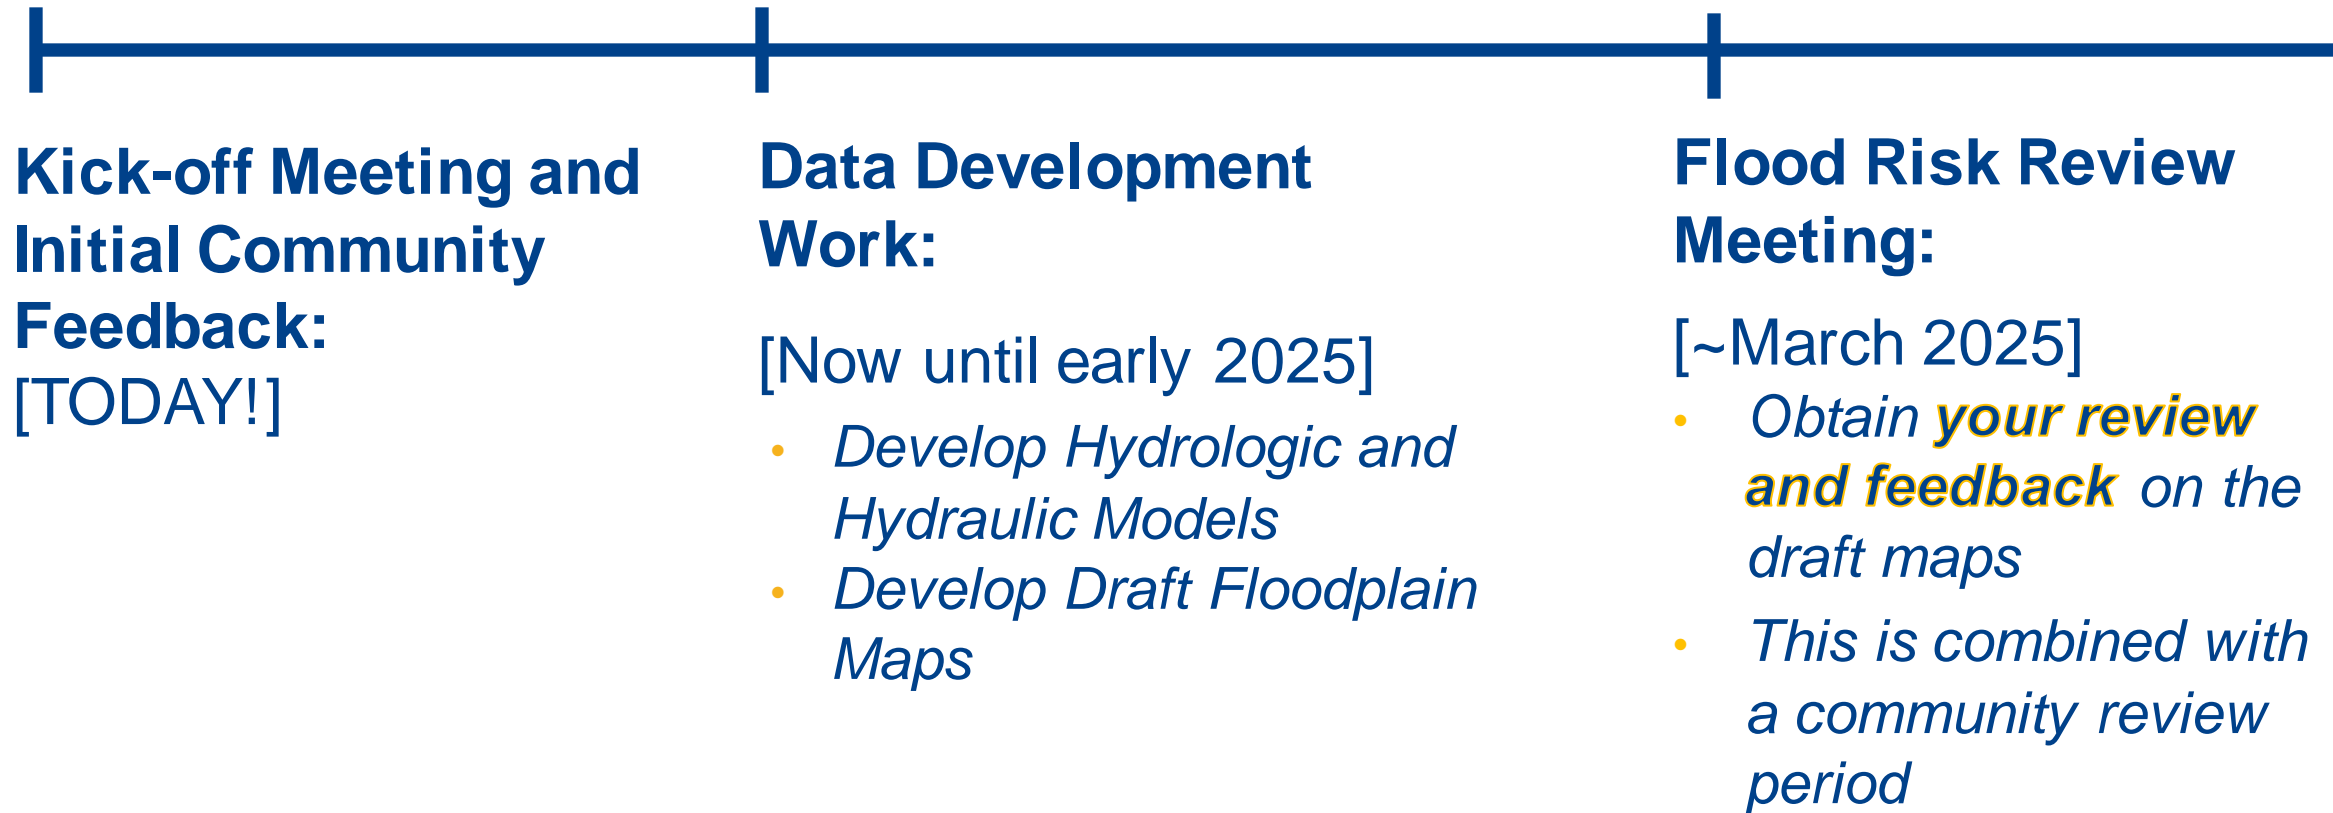 Kick-off Meeting and
Initial Community
Feedback:
[TODAY!]
Data Development
Work:
[Now until early 2025]
• Develop Hydrologic and
Hydraulic Models
• Develop Draft Floodplain
Maps
Flood Risk Review
Meeting:
[~March 2025]
• Obtain your review
and feedback on the
draft maps
• This is combined with
a community review
period